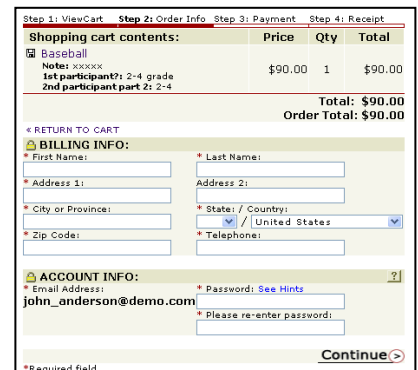 Step 1: ViewCart Step 2: Order Info Step 3: Payment Step 4: Receipt
Shopping cart contents: Price Qty Total
Baseball
Note: xxxxx
1st participant?: 2-4 grade
2nd participant part 2: 2-4
$90.00 1 $90.00
Total: $90.00
Order Total: $90.00
« RETURN TO CART
BILLING INFO:
* First Name: * Last Name:
* Address 1: Address 2:
* City or Province: * State: / Country:
/ United States
* Zip Code: * Telephone:
ACCOUNT INFO: ?
* Email Address: * Password: See Hints
john_anderson@demo.com
* Please re-enter password:
Continue
*Required field